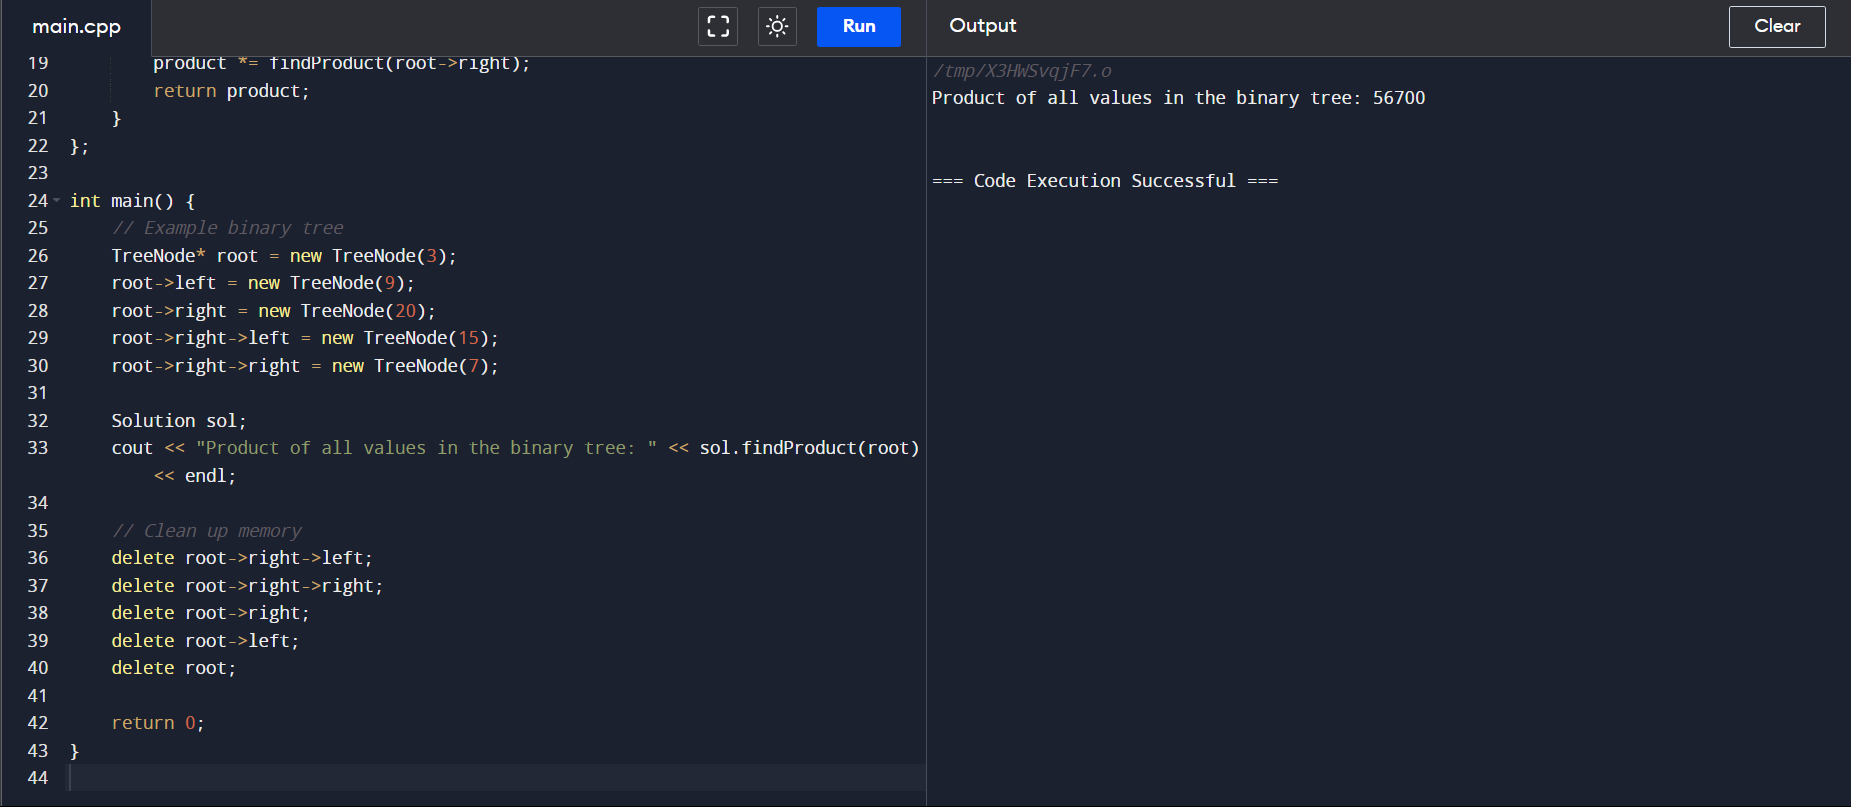 main.cpp
Run
Output
Clear
19 product *= findProduct(root->right);
20 return product;
21 }
22 };
23
24 int main() {
25 // Example binary tree
26 TreeNode* root = new TreeNode(3);
27 root->left = new TreeNode(9);
28 root->right = new TreeNode(20);
29 root->right->left = new TreeNode(15);
30 root->right->right = new TreeNode(7);
31
32 Solution sol;
33 cout << "Product of all values in the binary tree: " << sol.findProduct(root)
<< endl;
34
35 // Clean up memory
36 delete root->right->left;
37 delete root->right->right;
38 delete root->right;
39 delete root->left;
40 delete root;
41
42 return 0;
43 }
44
/tmp/X3HWSvqjF7.o
Product of all values in the binary tree: 56700
=== Code Execution Successful ===